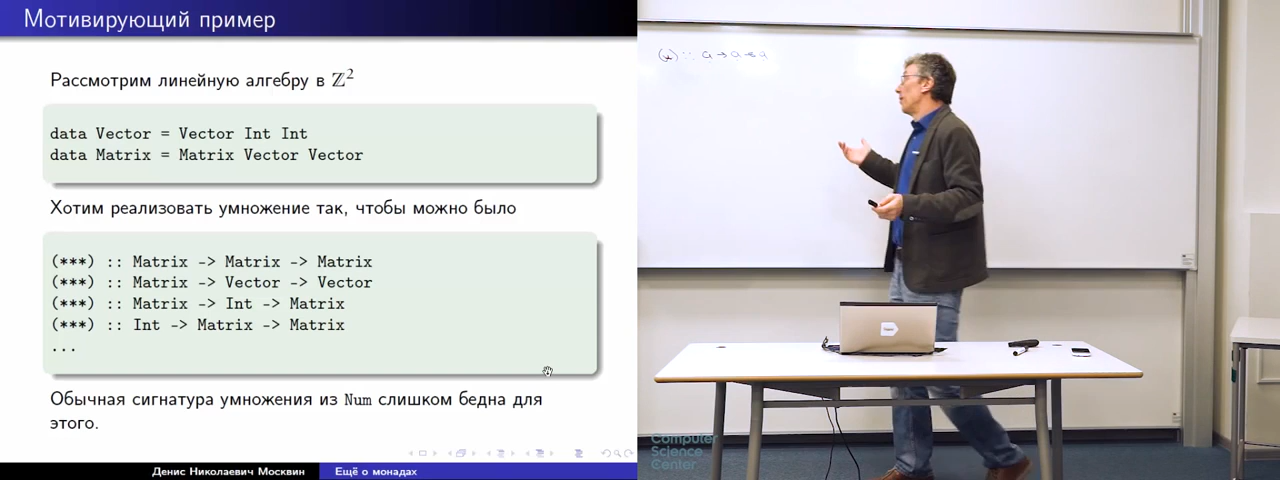 Мотивирующий пример
Рассмотрим линейную алгебру в ℤ²
data Vector = Vector Int Int
data Matrix = Matrix Vector Vector
Хотим реализовать умножение так, чтобы можно было
(***) :: Matrix -> Matrix -> Matrix
(***) :: Matrix -> Vector -> Vector
(***) :: Matrix -> Int -> Matrix
(***) :: Int -> Matrix -> Matrix
...
Обычная сигнатура умножения из Num слишком бедна для
этого.
Денис Николаевич Москвин
Ещё о монадах
(*) :: a → a → a
Computer
Science
Center